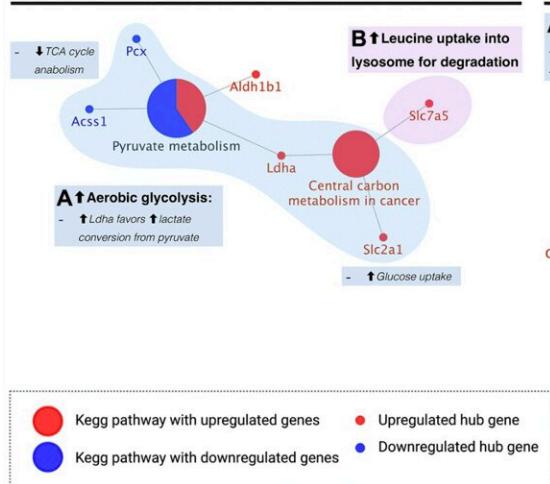 - ⬇TCA cycle
anabolism
Pcx
B⬆Leucine uptake into
lysosome for degradation
Aldh1b1
Slc7a5
Acss1
Pyruvate metabolism
Ldha
Central carbon
metabolism in cancer
A⬆Aerobic glycolysis:
- ⬆Ldha favors ⬆lactate
conversion from pyruvate
Slc2a1
- ⬆Glucose uptake
Kegg pathway with upregulated genes
Upregulated hub gene
Kegg pathway with downregulated genes
Downregulated hub gene